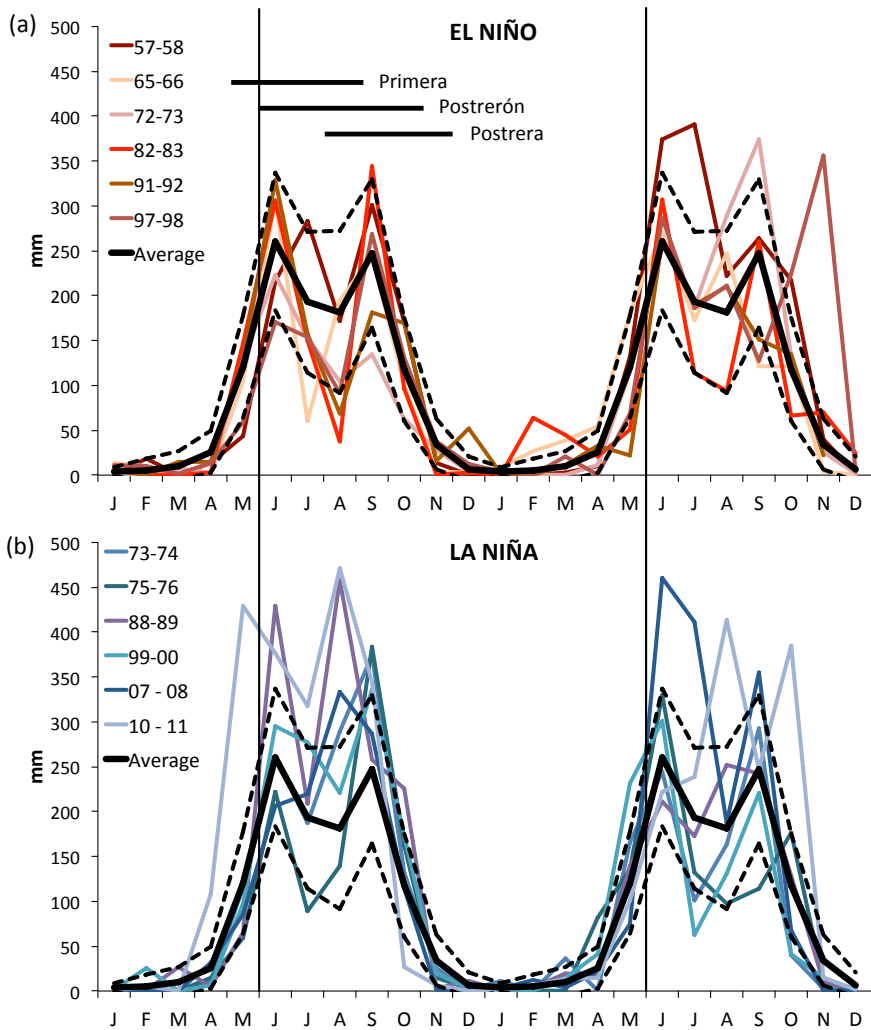 (a)
EL NIÑO
500
450
400
350
300
250
200
150
100
50
0
mm
57-58
65-66
72-73
82-83
91-92
97-98
Average
Primera
Postrerón
Postrera
J F M A M J J A S O N D J F M A M J J A S O N D
(b)
LA NIÑA
500
450
400
350
300
250
200
150
100
50
0
mm
73-74
75-76
88-89
99-00
07 - 08
10 - 11
Average
J F M A M J J A S O N D J F M A M J J A S O N D